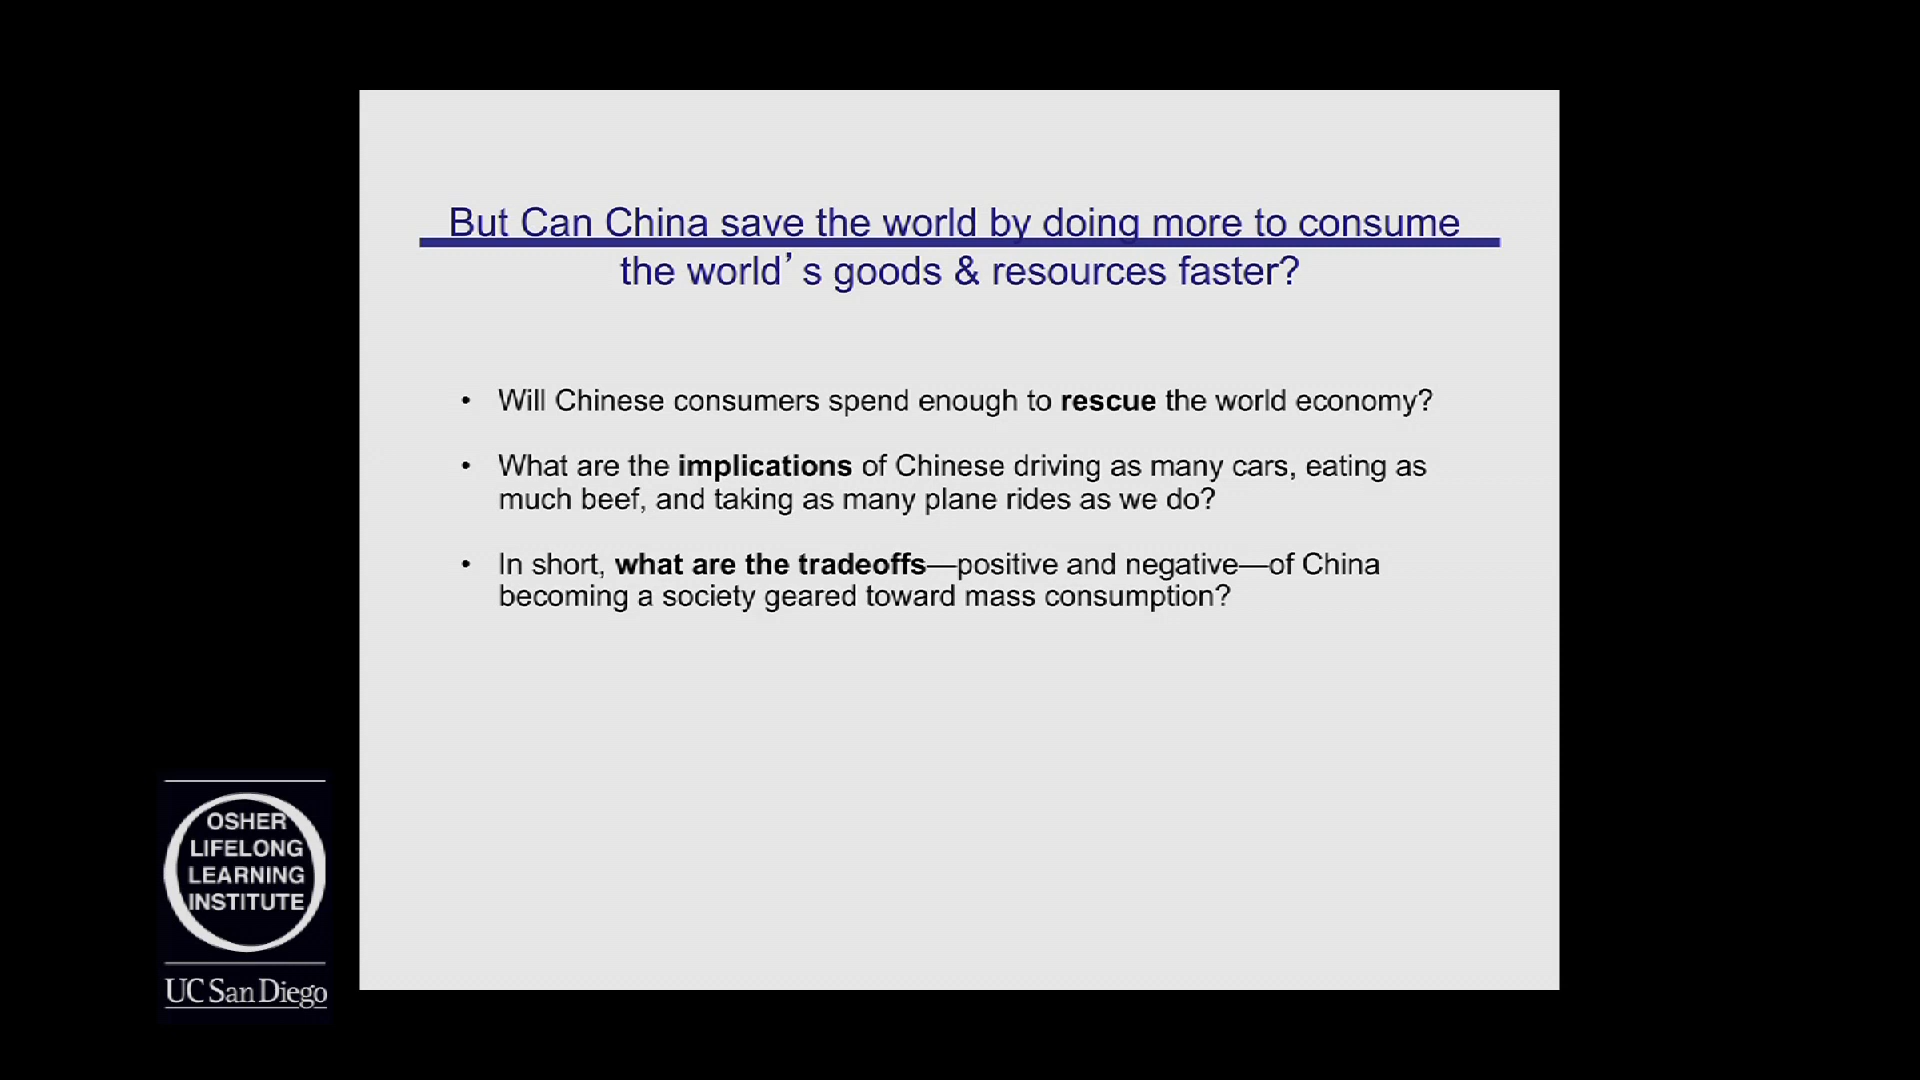 But Can China save the world by doing more to consume
the world’s goods & resources faster?
• Will Chinese consumers spend enough to rescue the world economy?
• What are the implications of Chinese driving as many cars, eating as
much beef, and taking as many plane rides as we do?
• In short, what are the tradeoffs—positive and negative—of China
becoming a society geared toward mass consumption?
OSHER
LIFELONG
LEARNING
INSTITUTE
UC San Diego